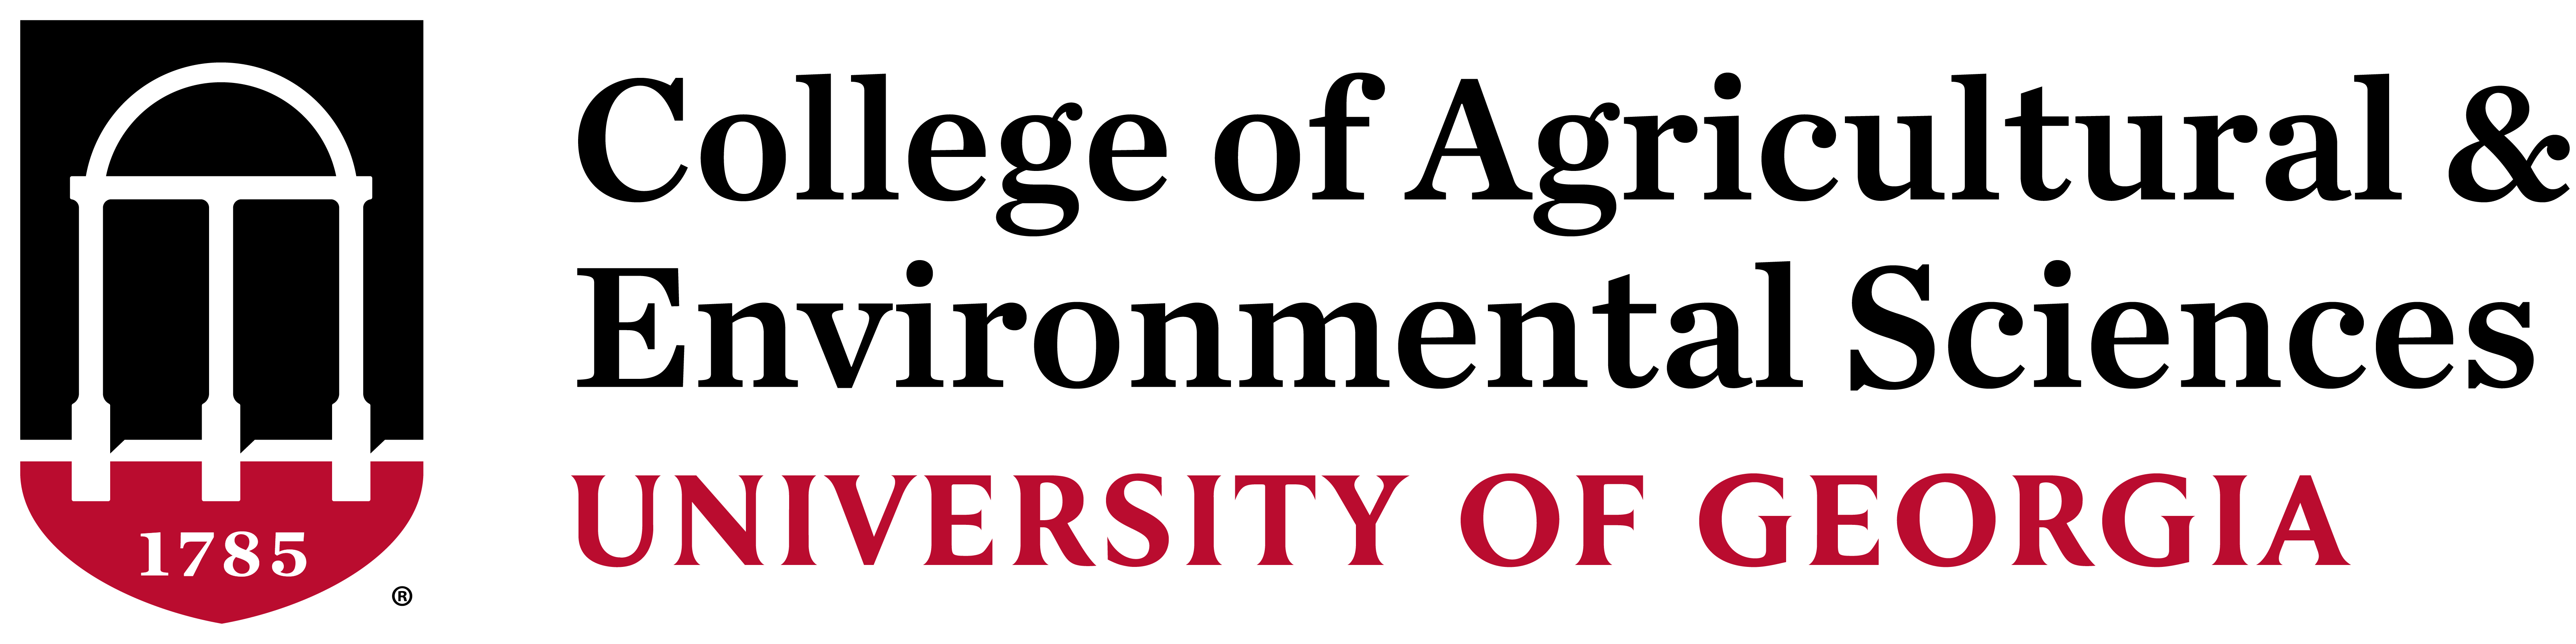 College of Agricultural &
Environmental Sciences
UNIVERSITY OF GEORGIA
1785
®